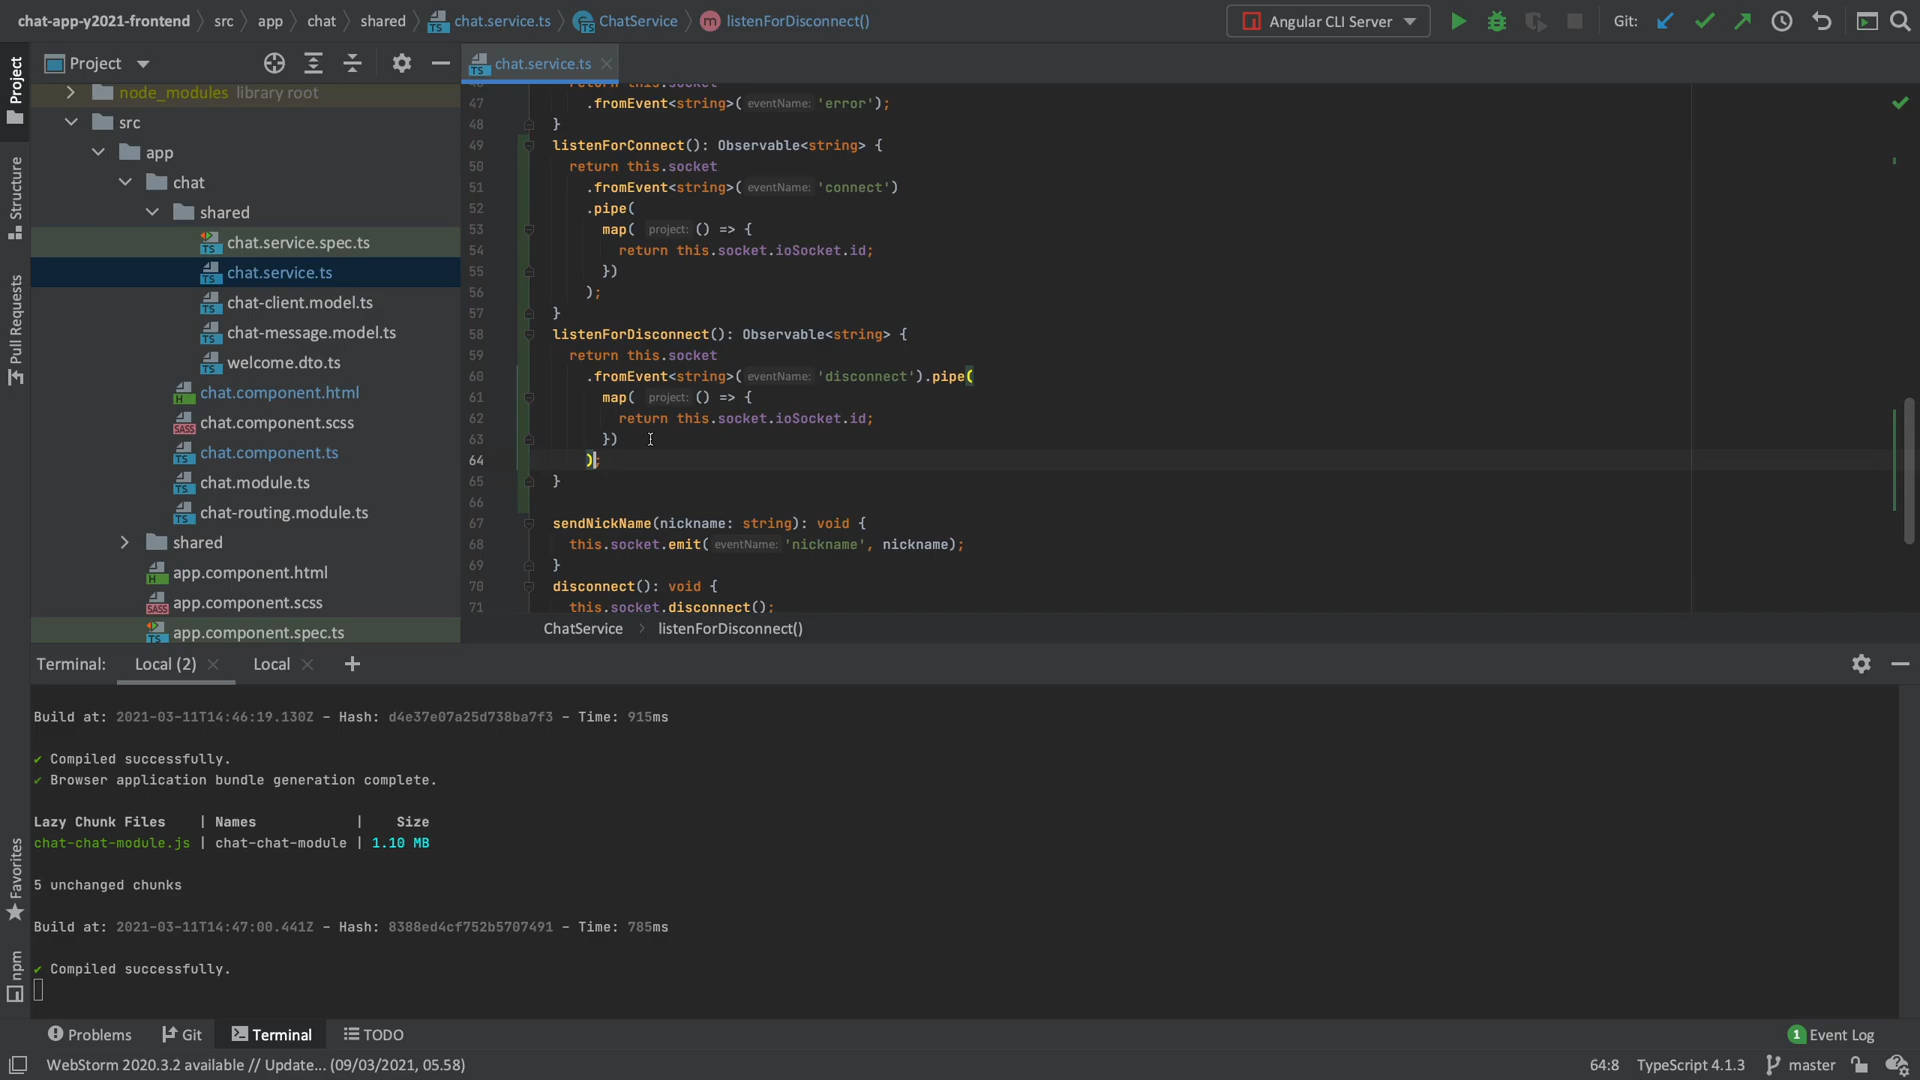 chat-app-y2021-frontend src app chat shared chat.service.ts ChatService listenForDisconnect() Angular CLI Server Git:
Project
Structure
Pull Requests
Favorites
npm
Project
node_modules library root
src
app
chat
shared
chat.service.spec.ts
chat.service.ts
chat-client.model.ts
chat-message.model.ts
welcome.dto.ts
chat.component.html
chat.component.scss
chat.component.ts
chat.module.ts
chat-routing.module.ts
shared
app.component.html
app.component.scss
app.component.spec.ts
chat.service.ts
46 return this.socket
47 .fromEvent<string>( eventName: 'error');
48 }
49 listenForConnect(): Observable<string> {
50 return this.socket
51 .fromEvent<string>( eventName: 'connect')
52 .pipe(
53 map( project: () => {
54 return this.socket.ioSocket.id;
55 })
56 );
57 }
58 listenForDisconnect(): Observable<string> {
59 return this.socket
60 .fromEvent<string>( eventName: 'disconnect').pipe(
61 map( project: () => {
62 return this.socket.ioSocket.id;
63 })
64 );
65 }
66
67 sendNickName(nickname: string): void {
68 this.socket.emit( eventName: 'nickname', nickname);
69 }
70 disconnect(): void {
71 this.socket.disconnect();
ChatService listenForDisconnect()
Terminal: Local (2) Local
Build at: 2021-03-11T14:46:19.130Z - Hash: d4e37e07a25d738ba7f3 - Time: 915ms
✔ Compiled successfully.
✔ Browser application bundle generation complete.
Lazy Chunk Files | Names | Size
chat-chat-module.js | chat-chat-module | 1.10 MB
5 unchanged chunks
Build at: 2021-03-11T14:47:00.441Z - Hash: 8388ed4cf752b5707491 - Time: 785ms
✔ Compiled successfully.
Problems Git Terminal TODO 1 Event Log
WebStorm 2020.3.2 available // Update... (09/03/2021, 05.58) 64:8 TypeScript 4.1.3 master